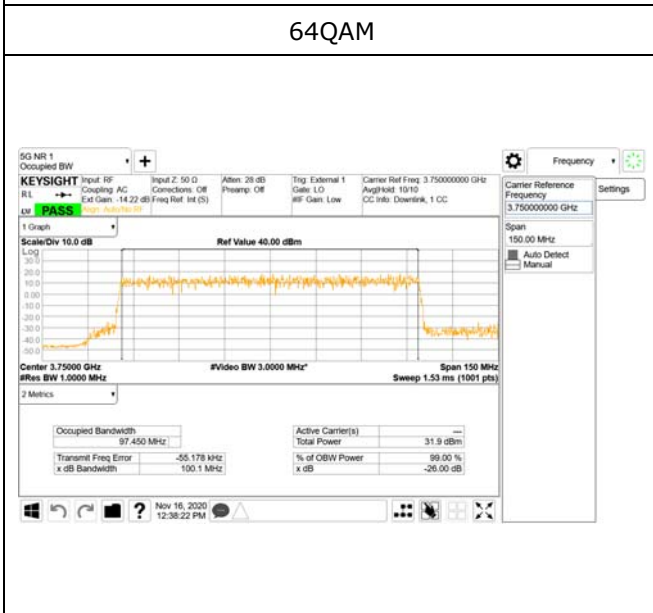 64QAM
5G NR 1
Occupied BW
Frequency
KEYSIGHT Input: RF Input Z: 50 Ω Atten: 28 dB Trig: External 1 Carrier Ref Freq: 3.750000000 GHz
RL Coupling: AC Corrections: Off Preamp: Off Gate: LO Avg|Hold: 10/10
Ext Gain: -14.22 dB Freq Ref: Int (S) #IF Gain: Low CC Info: Downlink, 1 CC
PASS Align: Auto/No RF
Carrier Reference
Frequency
3.750000000 GHz
Settings
Span
150.00 MHz
Auto Detect
Manual
1 Graph
Scale/Div 10.0 dB Ref Value 40.00 dBm
Log
30.0
20.0
10.0
0.00
-10.0
-20.0
-30.0
-40.0
-50.0
Center 3.75000 GHz #Video BW 3.0000 MHz* Span 150 MHz
#Res BW 1.0000 MHz Sweep 1.53 ms (1001 pts)
2 Metrics
Occupied Bandwidth Active Carrier(s) ---
97.450 MHz Total Power 31.9 dBm
Transmit Freq Error -55.178 kHz % of OBW Power 99.00 %
x dB Bandwidth 100.1 MHz x dB -26.00 dB
Nov 16, 2020
12:38:22 PM